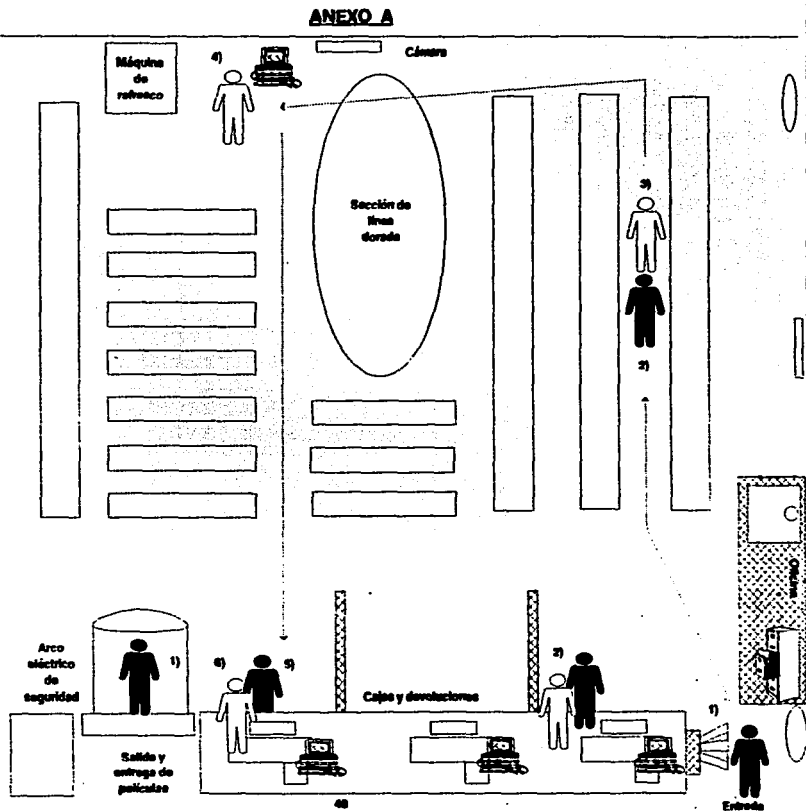 ANEXO A
Máquina
de
refresco
4)
Cámara
Sección de
línea
dorada
3)
2)
Oficina
Arco
eléctrico
de
seguridad
1)
6)
5)
2)
Cajas y devoluciones
1)
Salida y
entrega de
películas
Entrada
48